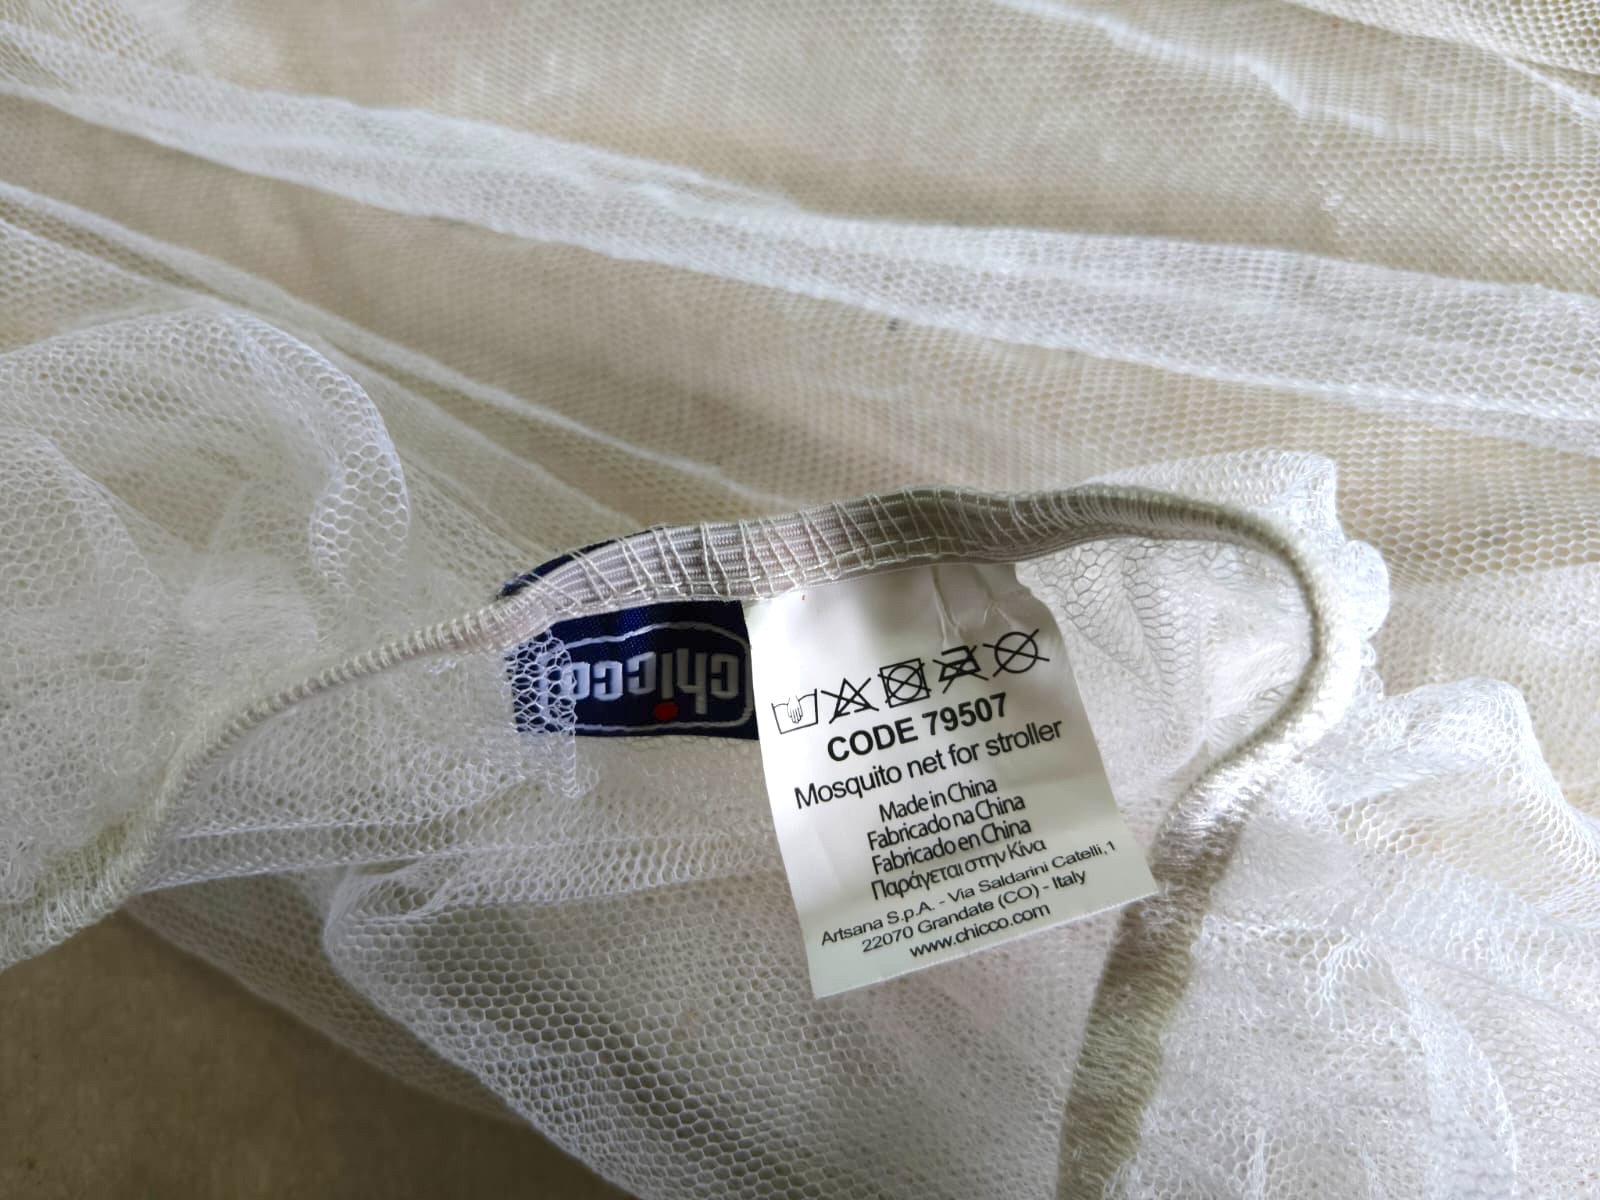 chicco
CODE 79507
Mosquito net for stroller
Made in China
Fabricado na China
Fabricado en China
Παράγεται στην Κίνα
Artsana S.p.A. - Via Saldarini Catelli,1
22070 Grandate (CO) - Italy
www.chicco.com